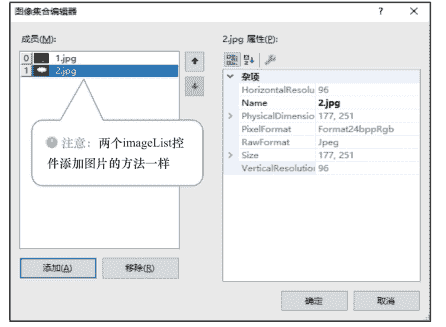 图像集合编辑器
? ×
成员(M):
0 1.jpg
1 2.jpg
注意：两个imageList控
件添加图片的方法一样
添加(A)
移除(R)
2.jpg 属性(P):
杂项
HorizontalResolu 96
Name 2.jpg
PhysicalDimensio 177, 251
PixelFormat Format24bppRgb
RawFormat Jpeg
Size 177, 251
VerticalResolution 96
确定
取消